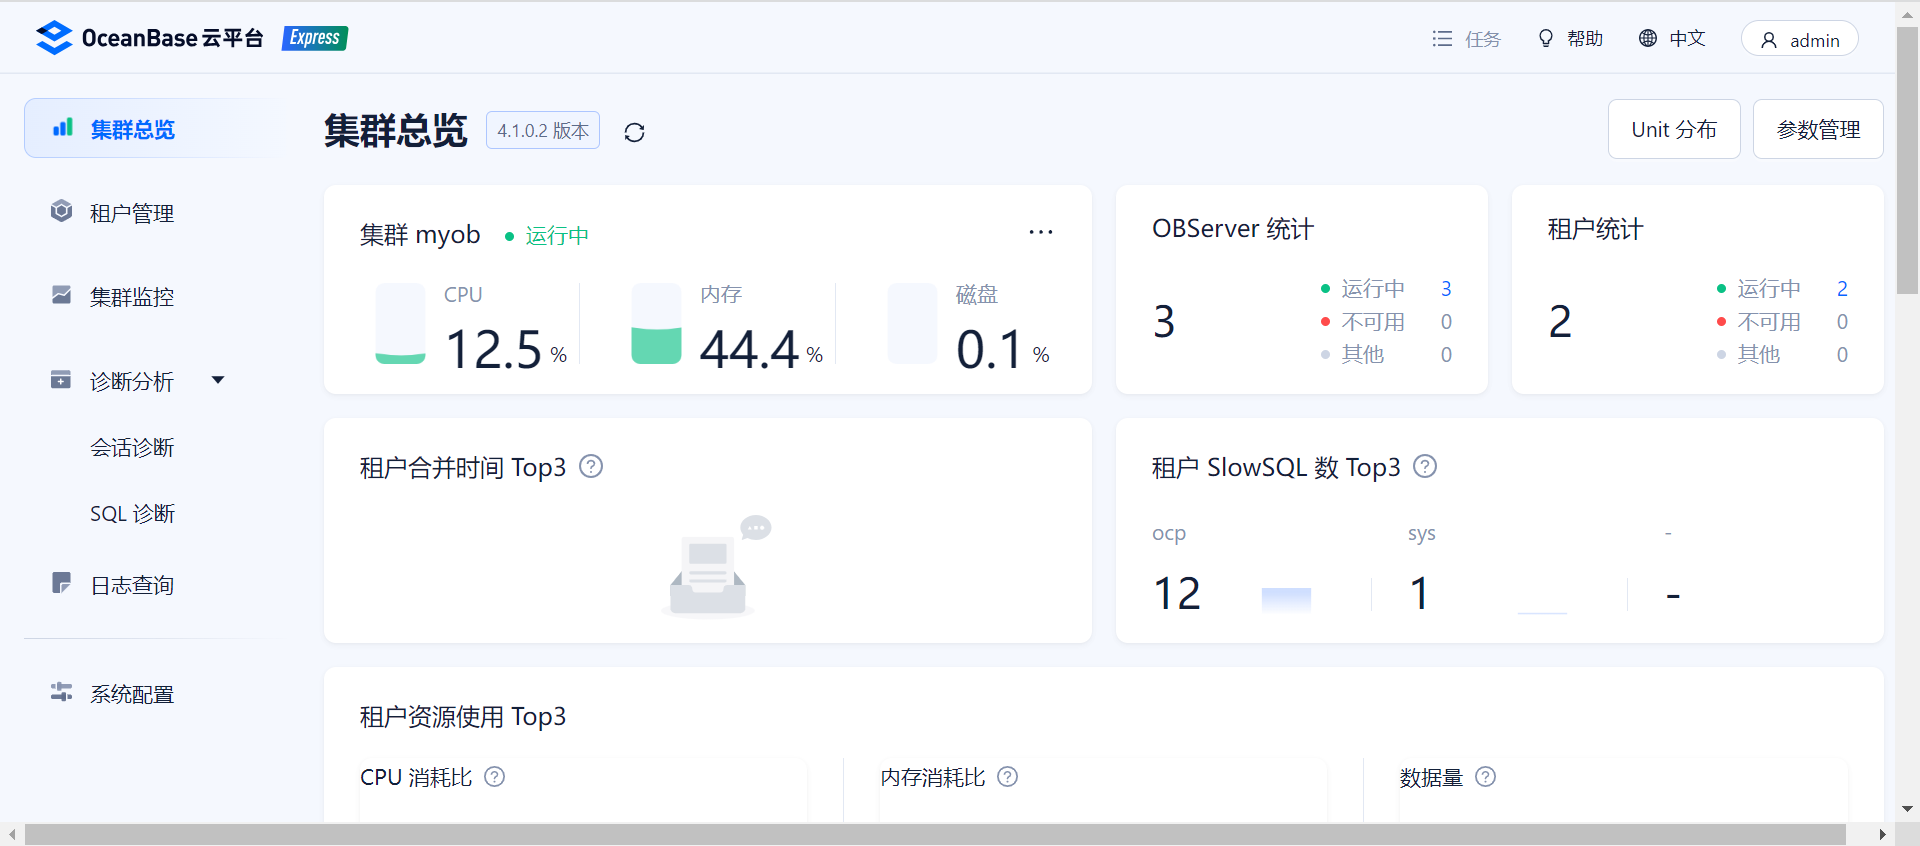 OceanBase 云平台 Express
任务 帮助 中文 admin
集群总览
租户管理
集群监控
诊断分析
会话诊断
SQL 诊断
日志查询
系统配置
集群总览 4.1.0.2 版本
Unit 分布 参数管理
集群 myob 运行中
CPU
12.5 %
内存
44.4 %
磁盘
0.1 %
OBServer 统计
3
运行中 3
不可用 0
其他 0
租户统计
2
运行中 2
不可用 0
其他 0
租户合并时间 Top3
租户 SlowSQL 数 Top3
ocp sys -
12 1 -
租户资源使用 Top3
CPU 消耗比 内存消耗比 数据量